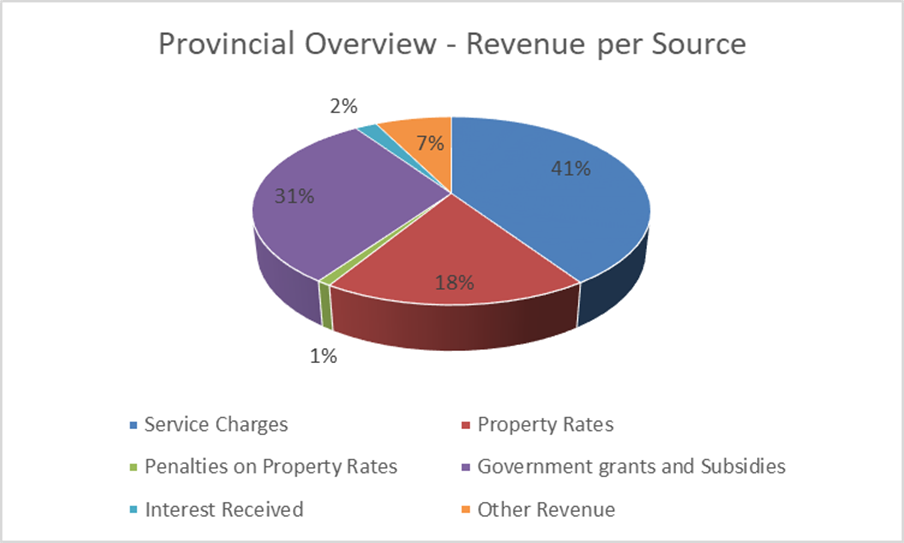 Provincial Overview - Revenue per Source
2%
7%
41%
31%
18%
1%
Service Charges
Property Rates
Penalties on Property Rates
Government grants and Subsidies
Interest Received
Other Revenue